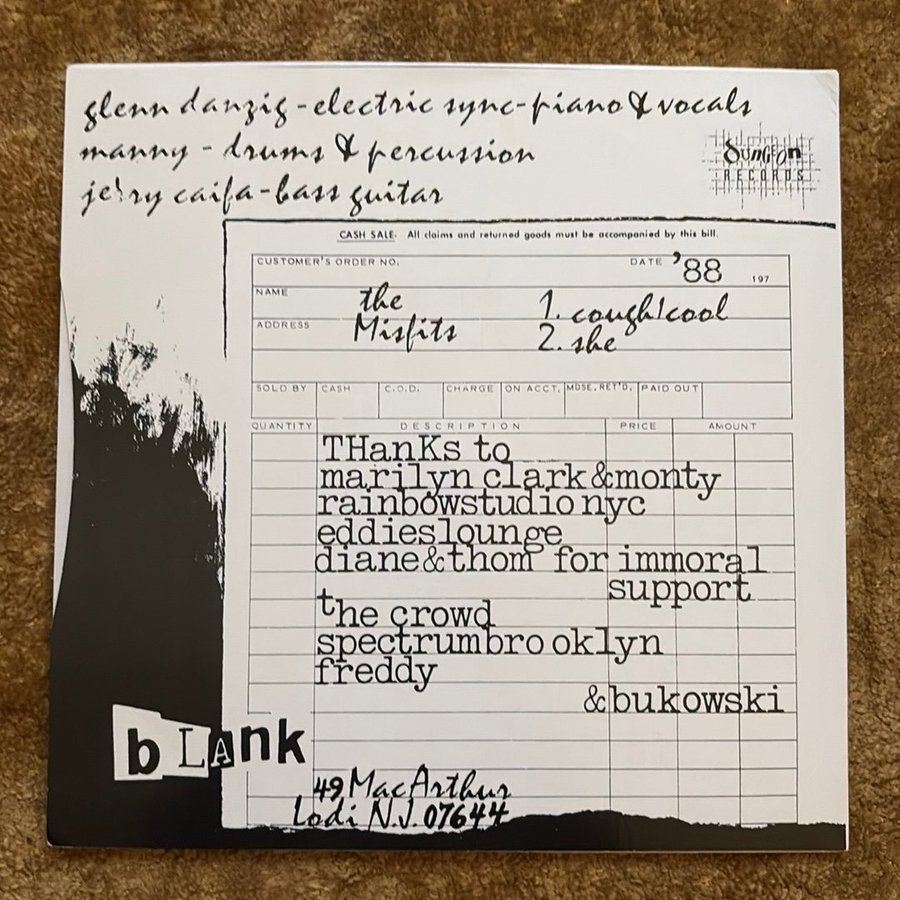 glenn danzig - electric sync-piano & vocals
manny - drums & percussion
jerry caifa - bass guitar
Dungeon
RECORDS
CASH SALE. All claims and returned goods must be accompanied by this bill.
CUSTOMER'S ORDER NO. DATE '88 197
NAME the 1. cough/cool
ADDRESS Misfits 2. she
SOLD BY CASH C.O.D. CHARGE ON ACCT. MDSE. RET'D. PAID OUT
QUANTITY DESCRIPTION PRICE AMOUNT
THanKs to
marilyn clark &monty
rainbowstudio nyc
eddieslounge
diane&thom for immoral
support
the crowd
spectrumbro oklyn
freddy
&bukowski
bLAnk
49 MacArthur
Lodi N.J. 07644